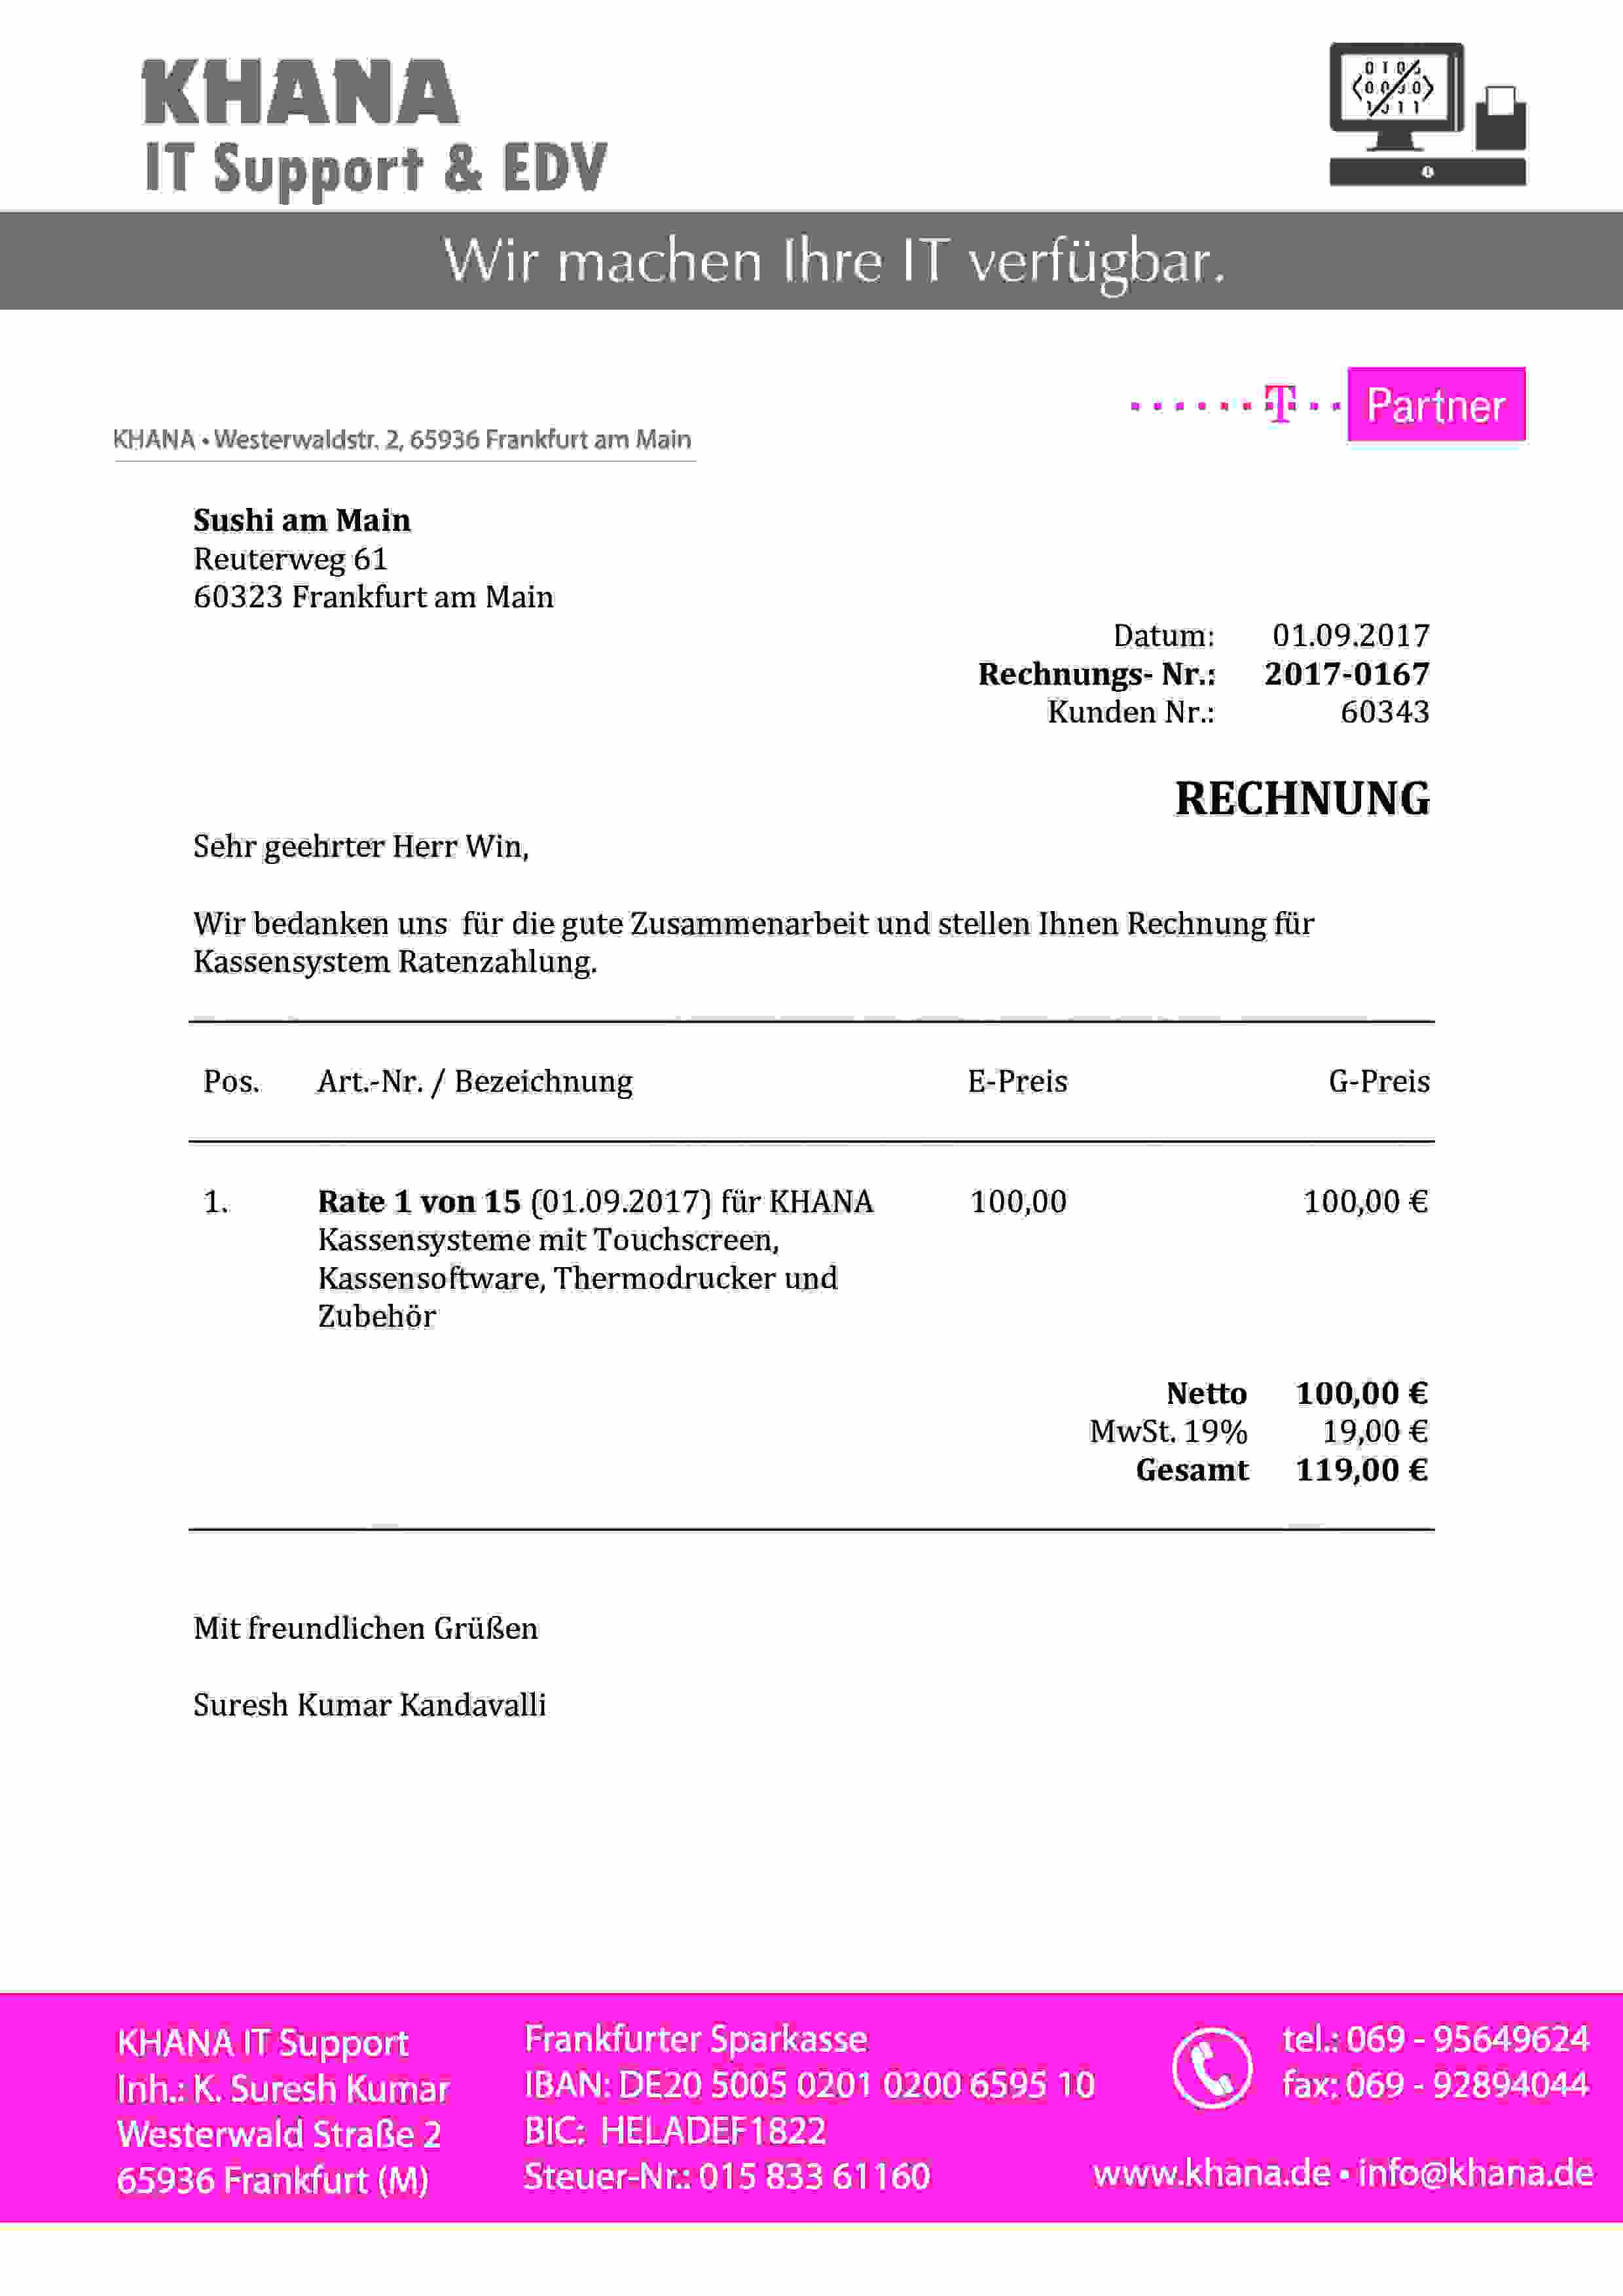 KHANA
IT Support & EDV
Wir machen Ihre IT verfügbar.
T Partner
KHANA • Westerwaldstr. 2, 65936 Frankfurt am Main
Sushi am Main
Reuterweg 61
60323 Frankfurt am Main
Datum: 01.09.2017
Rechnungs- Nr.: 2017-0167
Kunden Nr.: 60343
RECHNUNG
Sehr geehrter Herr Win,
Wir bedanken uns für die gute Zusammenarbeit und stellen Ihnen Rechnung für
Kassensystem Ratenzahlung.
Pos. Art.-Nr. / Bezeichnung E-Preis G-Preis
1. Rate 1 von 15 (01.09.2017) für KHANA 100,00 100,00 €
Kassensysteme mit Touchscreen,
Kassensoftware, Thermodrucker und
Zubehör
Netto 100,00 €
MwSt. 19% 19,00 €
Gesamt 119,00 €
Mit freundlichen Grüßen
Suresh Kumar Kandavalli
KHANA IT Support
Inh.: K. Suresh Kumar
Westerwald Straße 2
65936 Frankfurt (M)
Frankfurter Sparkasse
IBAN: DE20 5005 0201 0200 6595 10
BIC: HELADEF1822
Steuer-Nr.: 015 833 61160
tel.: 069 - 95649624
fax: 069 - 92894044
www.khana.de • info@khana.de